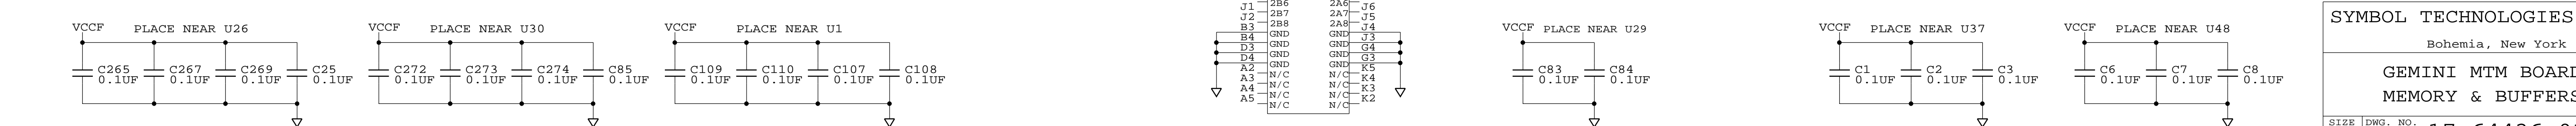 VCCF PLACE NEAR U26
C265 0.1UF
C267 0.1UF
C269 0.1UF
C25 0.1UF
VCCF PLACE NEAR U30
C272 0.1UF
C273 0.1UF
C274 0.1UF
C85 0.1UF
VCCF PLACE NEAR U1
C109 0.1UF
C110 0.1UF
C107 0.1UF
C108 0.1UF
2B6 2A6 J6
J1 2B7 2A7 J5
J2 2B8 2A8 J4
B3 GND GND J3
B4 GND GND G4
D3 GND GND G3
D4 GND GND K5
A2 N/C N/C K4
A3 N/C N/C K3
A4 N/C N/C K2
A5 N/C N/C
VCCF PLACE NEAR U29
C83 0.1UF
C84 0.1UF
VCCF PLACE NEAR U37
C1 0.1UF
C2 0.1UF
C3 0.1UF
VCCF PLACE NEAR U48
C6 0.1UF
C7 0.1UF
C8 0.1UF
SYMBOL TECHNOLOGIES
Bohemia, New York
GEMINI MTM BOARD
MEMORY & BUFFERS
SIZE DWG. NO.